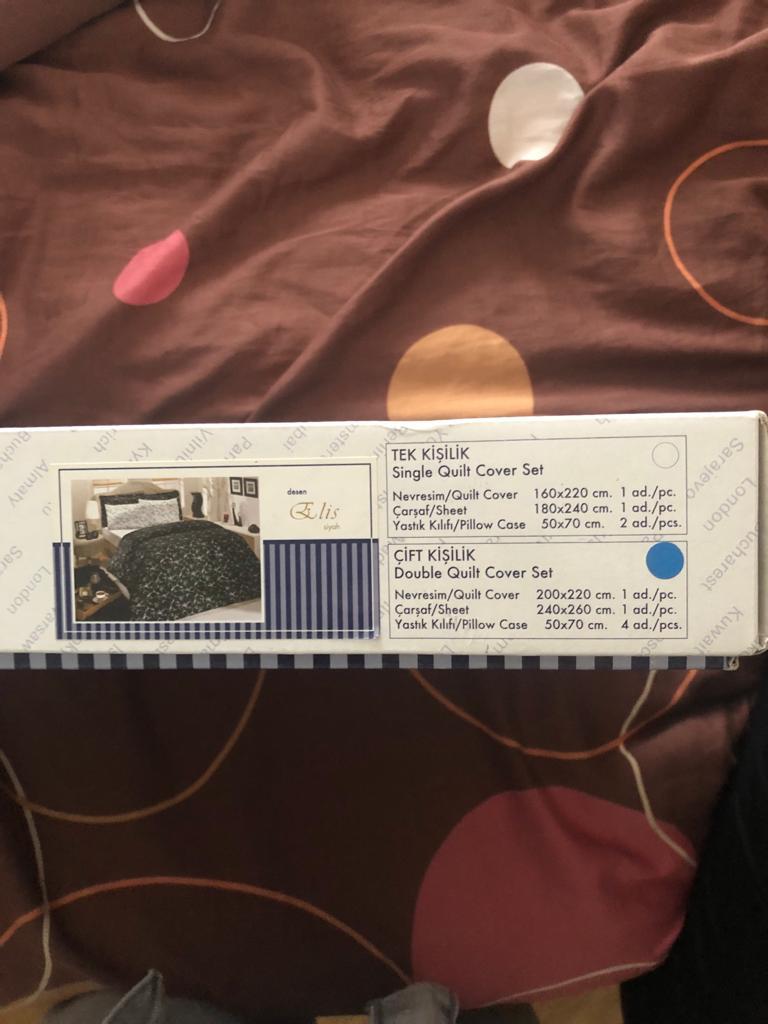 desen
Elis
siyah
TEK KİŞİLİK
Single Quilt Cover Set
Nevresim/Quilt Cover 160x220 cm. 1 ad./pc.
Çarşaf/Sheet 180x240 cm. 1 ad./pc.
Yastık Kılıfı/Pillow Case 50x70 cm. 2 ad./pcs.
ÇİFT KİŞİLİK
Double Quilt Cover Set
Nevresim/Quilt Cover 200x220 cm. 1 ad./pc.
Çarşaf/Sheet 240x260 cm. 1 ad./pc.
Yastık Kılıfı/Pillow Case 50x70 cm. 4 ad./pcs.
Almaty
London
Sarajevo
London
Bucharest
Kuwait